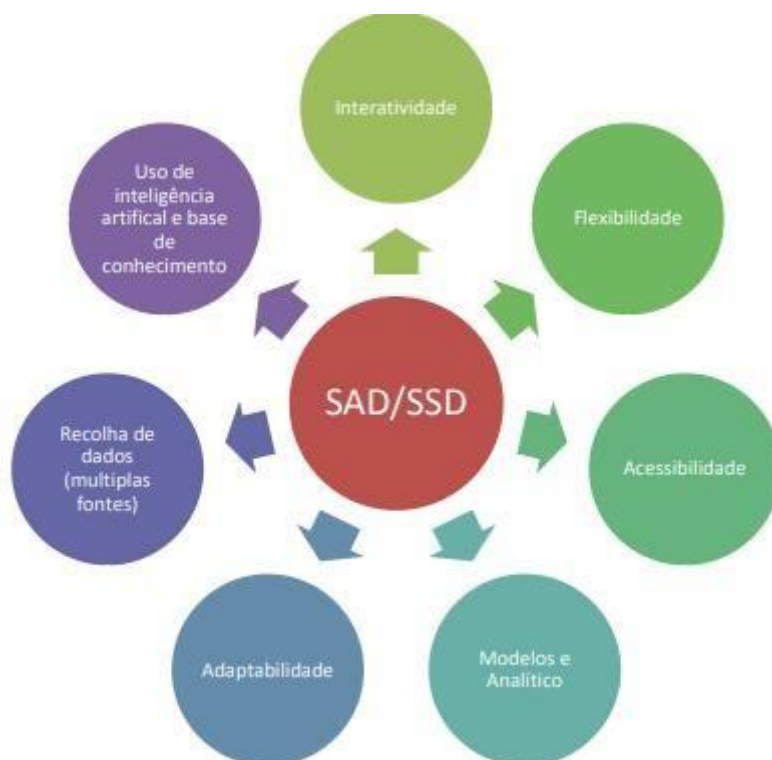 Interatividade
Flexibilidade
Acessibilidade
Modelos e
Analítico
Adaptabilidade
Recolha de
dados
(multiplas
fontes)
Uso de
inteligência
artifical e base
de
conhecimento
SAD/SSD